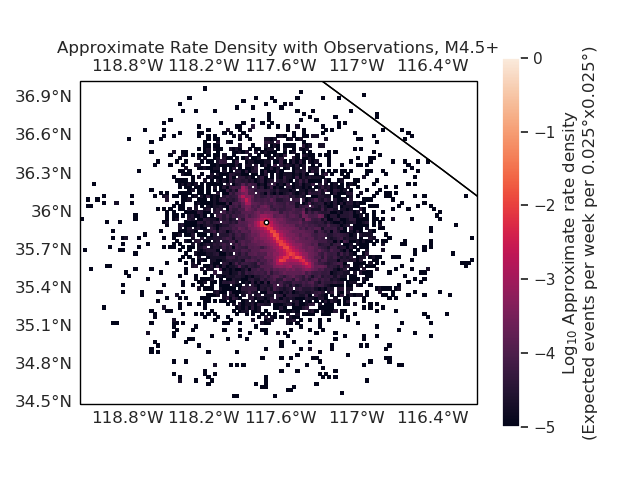 Approximate Rate Density with Observations, M4.5+
118.8°W 118.2°W 117.6°W 117°W 116.4°W
36.9°N
36.6°N
36.3°N
36°N
35.7°N
35.4°N
35.1°N
34.8°N
34.5°N
118.8°W 118.2°W 117.6°W 117°W 116.4°W
0
−1
−2
−3
−4
−5
Log₁₀ Approximate rate density
(Expected events per week per 0.025°x0.025°)